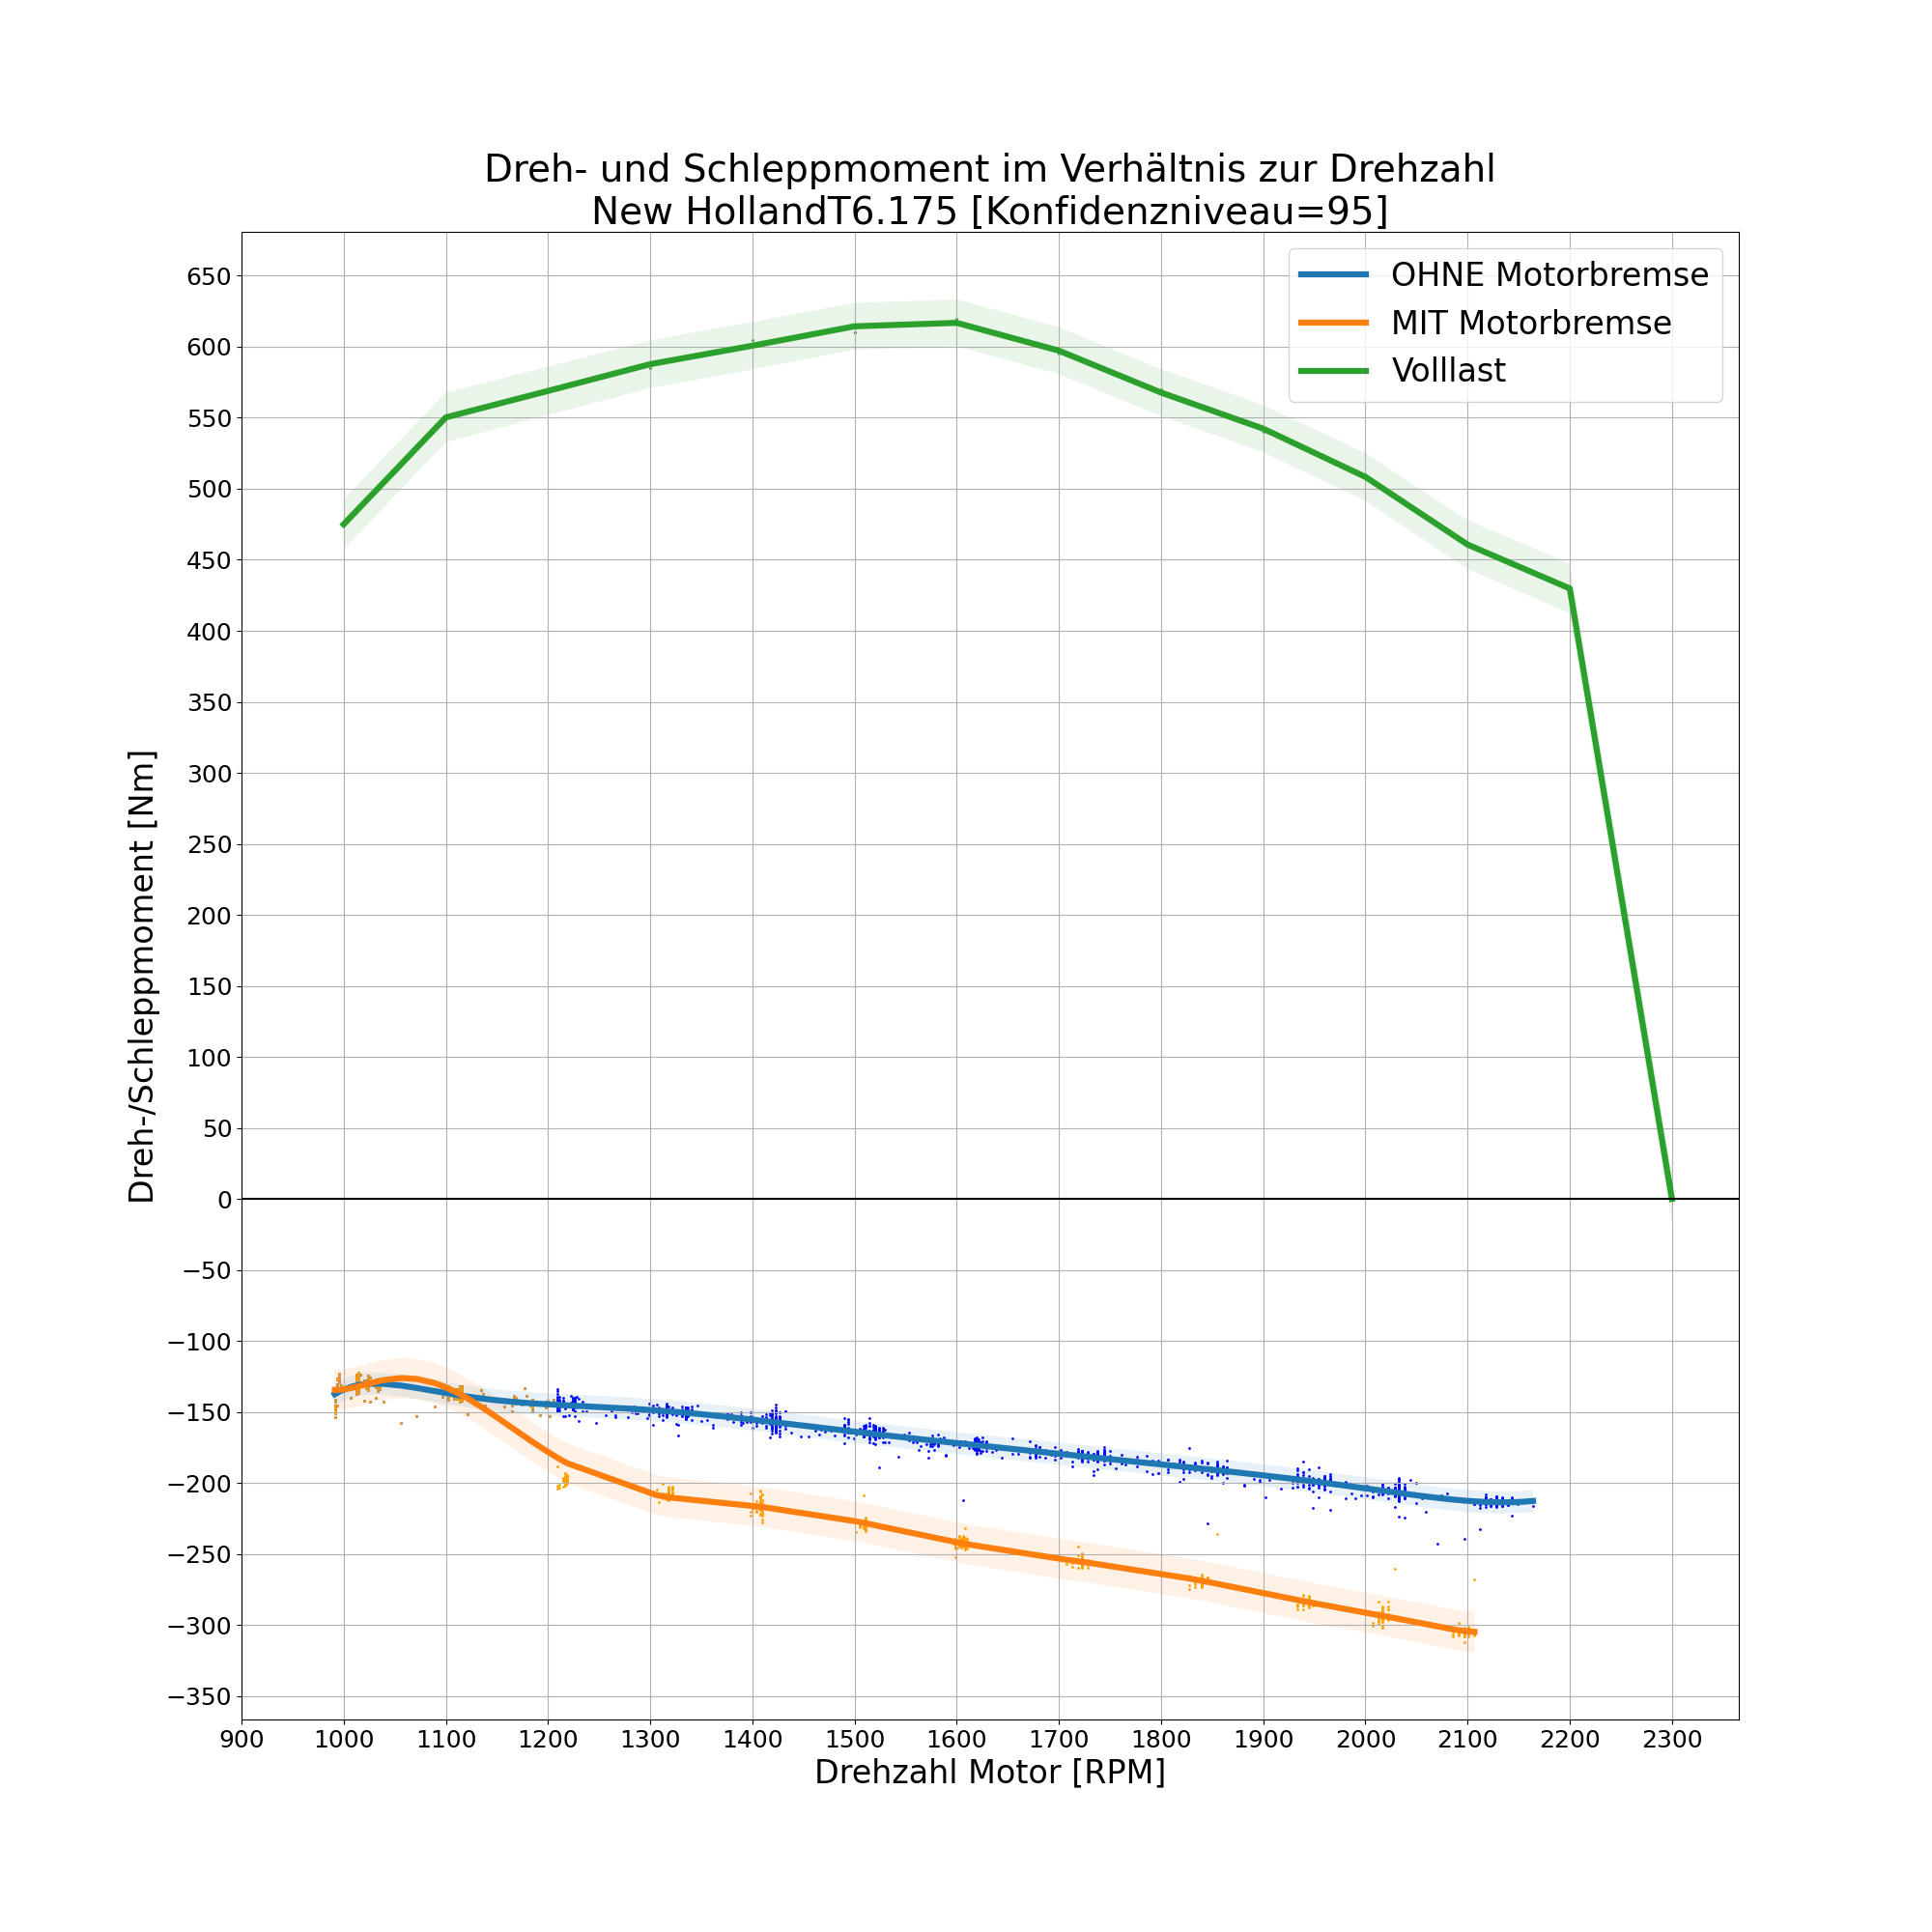 Dreh- und Schleppmoment im Verhältnis zur Drehzahl
New HollandT6.175 [Konfidenzniveau=95]
OHNE Motorbremse
MIT Motorbremse
Volllast
Dreh-/Schleppmoment [Nm]
650
600
550
500
450
400
350
300
250
200
150
100
50
0
−50
−100
−150
−200
−250
−300
−350
900 1000 1100 1200 1300 1400 1500 1600 1700 1800 1900 2000 2100 2200 2300
Drehzahl Motor [RPM]